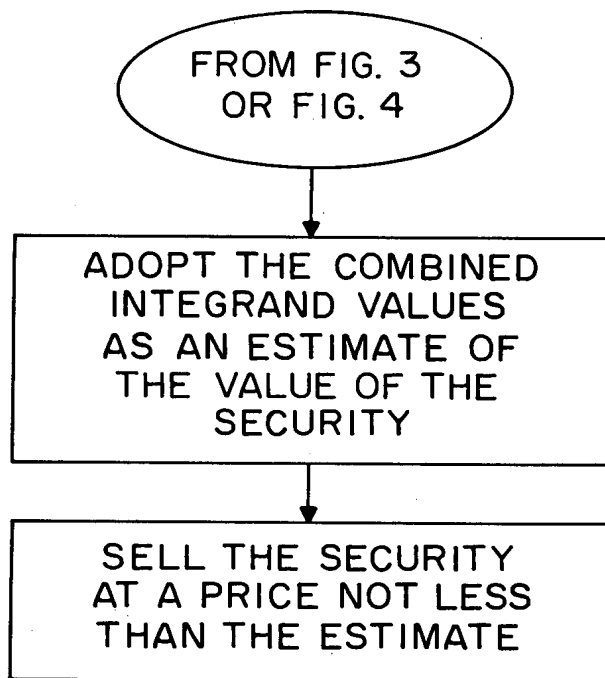 FROM FIG. 3
OR FIG. 4
ADOPT THE COMBINED
INTEGRAND VALUES
AS AN ESTIMATE OF
THE VALUE OF THE
SECURITY
SELL THE SECURITY
AT A PRICE NOT LESS
THAN THE ESTIMATE